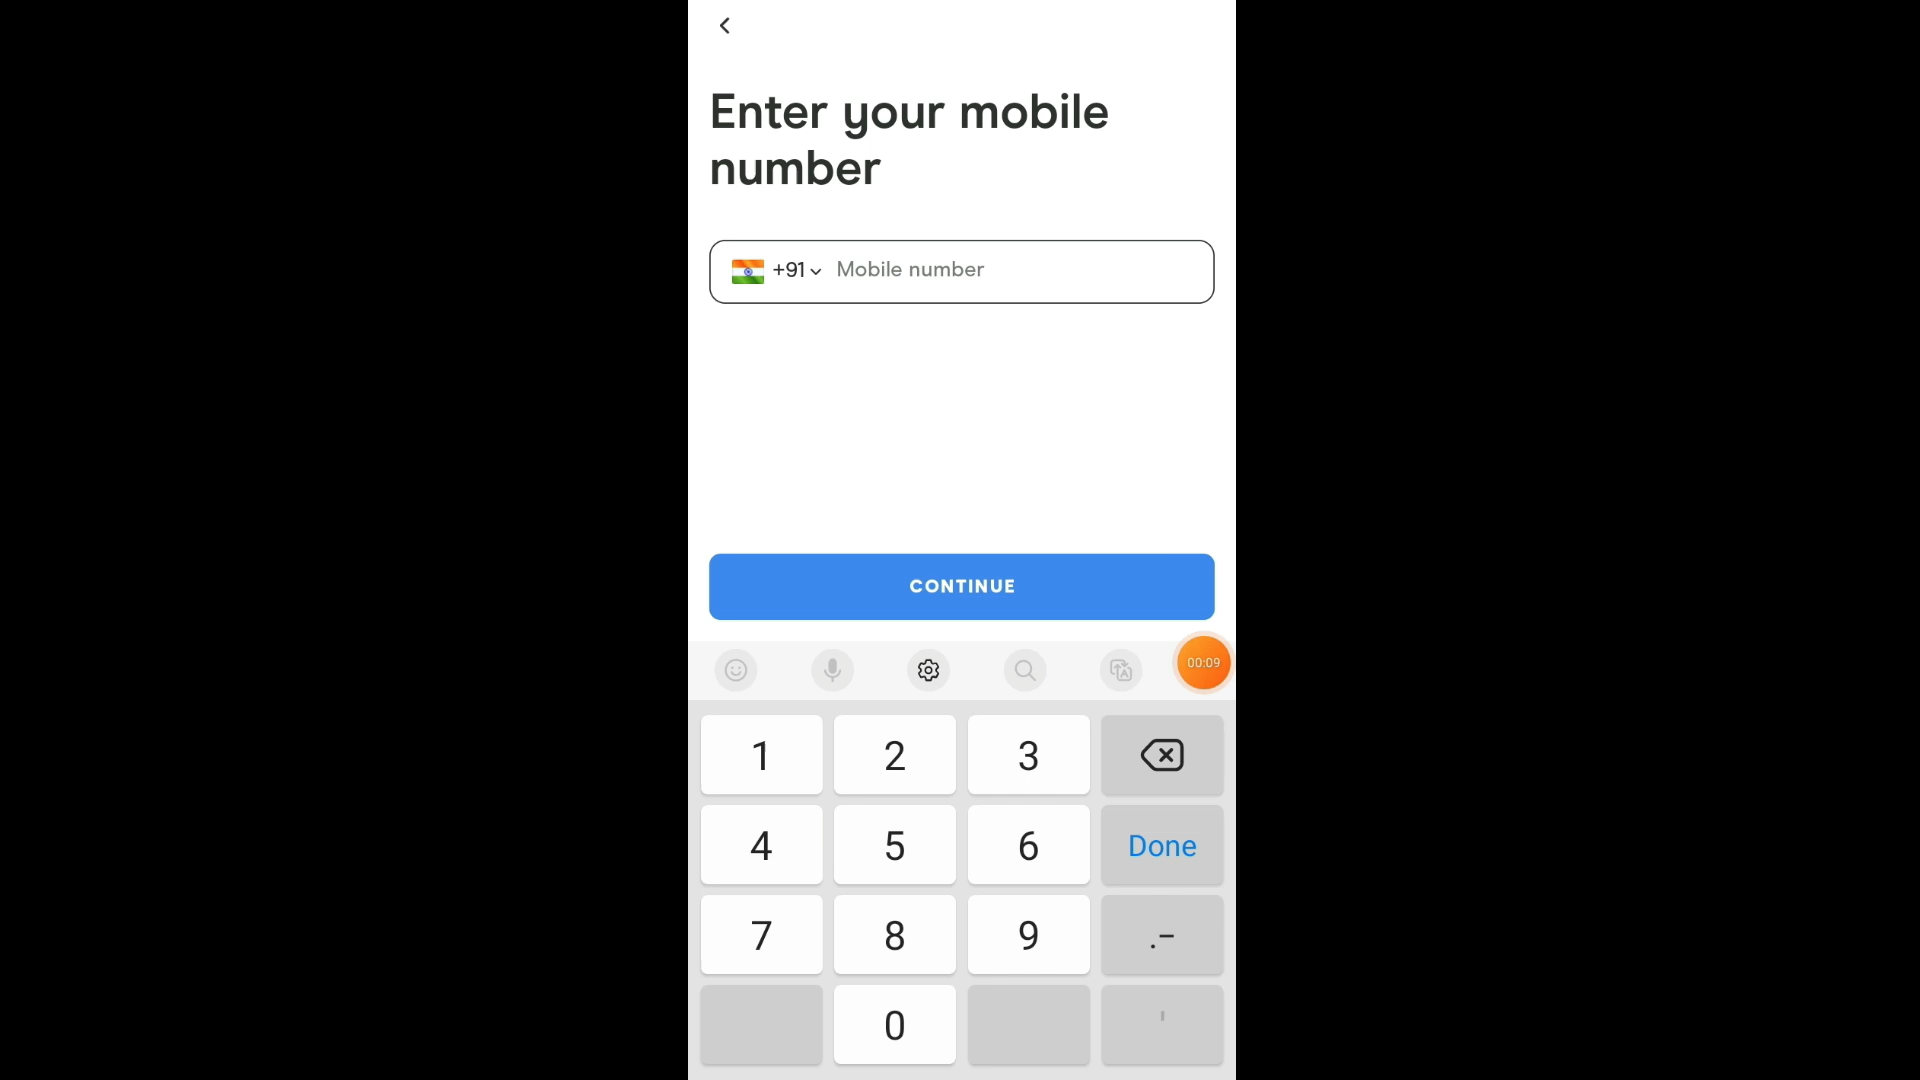 Enter your mobile
number
+91 Mobile number
CONTINUE
00:09
1 2 3
4 5 6 Done
7 8 9 .-
0 '